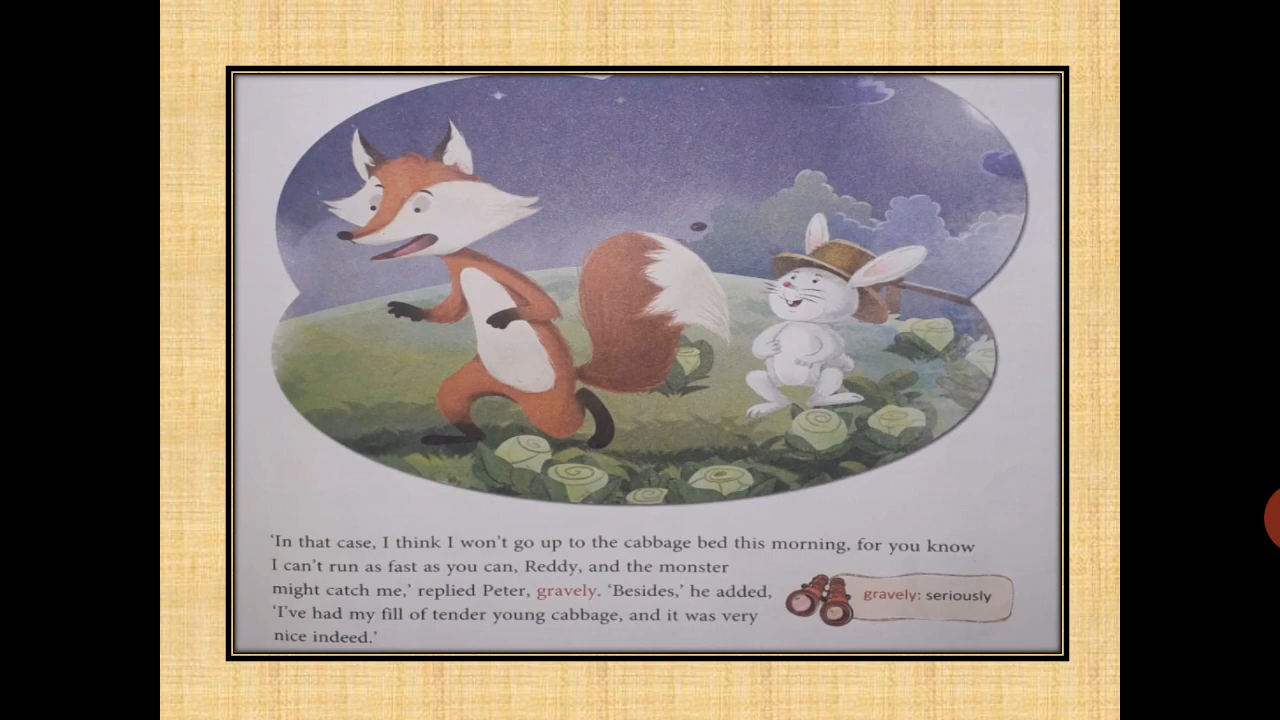 ‘In that case, I think I won’t go up to the cabbage bed this morning, for you know
I can’t run as fast as you can, Reddy, and the monster
might catch me,’ replied Peter, gravely. ‘Besides,’ he added,
‘I’ve had my fill of tender young cabbage, and it was very
nice indeed.’
gravely: seriously